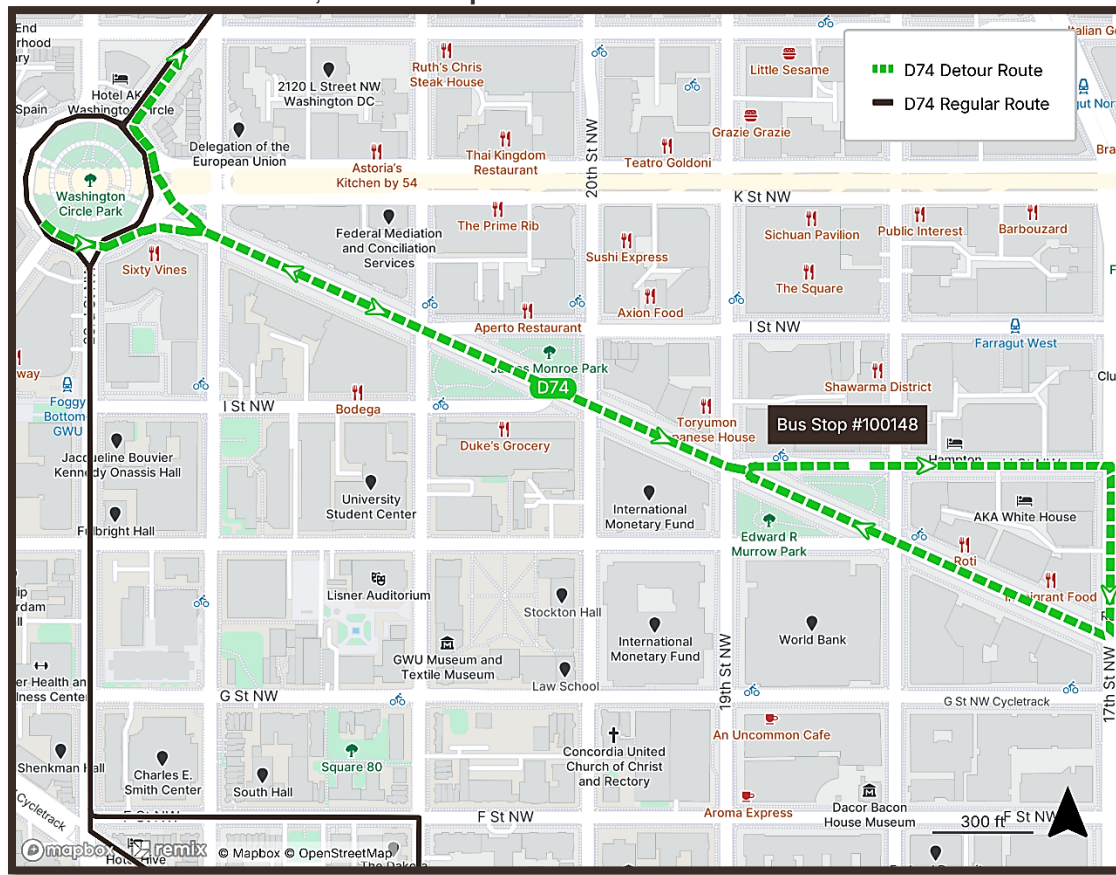 End
Hotel AK
Washington Circle
Spain
2120 L Street NW
Washington DC
Ruth's Chris
Steak House
Little Sesame
Italian G
D74 Detour Route
D74 Regular Route
Delegation of the
European Union
Astoria's
Kitchen by 54
Thai Kingdom
Restaurant
20th St NW
Teatro Goldoni
Grazie Grazie
Washington
Circle Park
K St NW
Federal Mediation
and Conciliation
Services
The Prime Rib
Sichuan Pavilion
Public Interest
Barbouzard
Sixty Vines
Sushi Express
The Square
Axion Food
Aperto Restaurant
I St NW
Farragut West
James Monroe Park
D74
way
Foggy
Bottom
GWU
I St NW
Bodega
Shawarma District
Clu
Toryumon
Bus Stop #100148
Duke's Grocery
Hampton
Jacqueline Bouvier
Kennedy Onassis Hall
University
Student Center
International
Monetary Fund
AKA White House
Fulbright Hall
Edward R
Murrow Park
Roti
Lisner Auditorium
Stockton Hall
International
Monetary Fund
World Bank
GWU Museum and
Textile Museum
Law School
19th St NW
17th St NW
G St NW
G St NW Cycletrack
An Uncommon Cafe
Shenkman Hall
Charles E.
Smith Center
South Hall
Square 80
Concordia United
Church of Christ
and Rectory
Aroma Express
Dacor Bacon
House Museum
Cycletrack
F St NW
F St NW
F St NW
300 ft
mapbox
remix
© Mapbox © OpenStreetMap